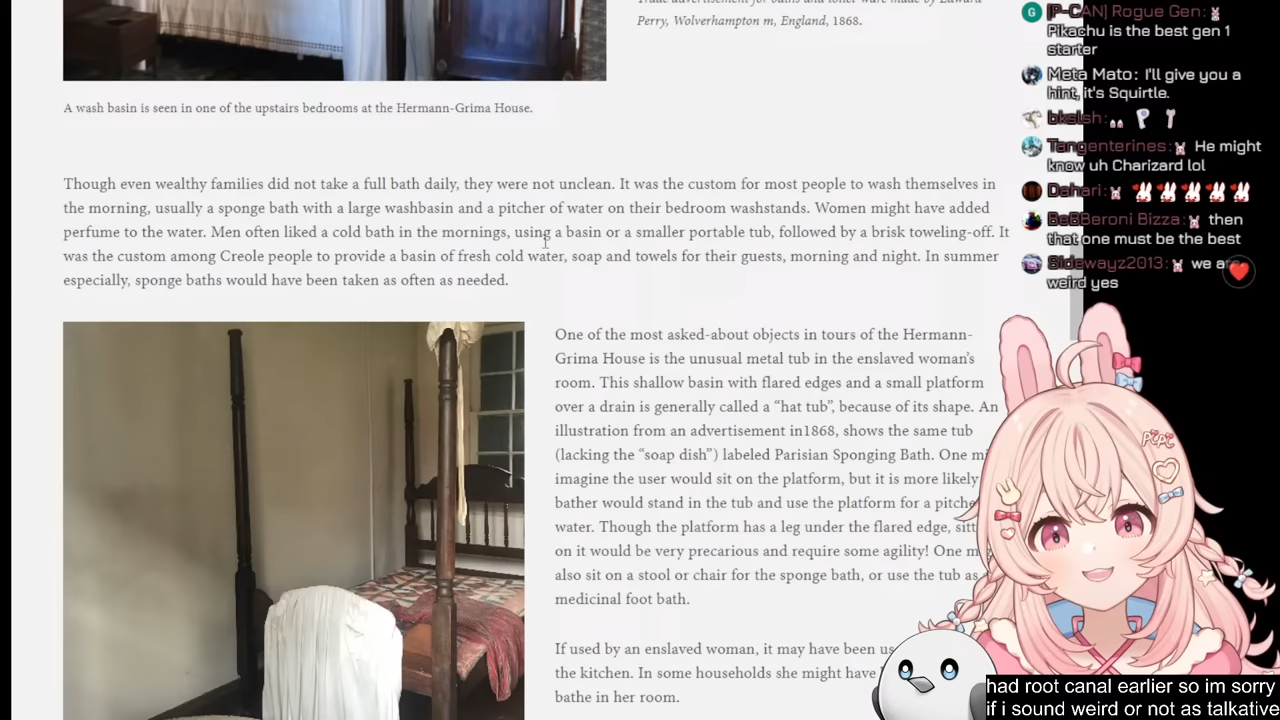 Trade advertisement for baths and toilet ware made by Edward
Perry, Wolverhampton m, England, 1868.
A wash basin is seen in one of the upstairs bedrooms at the Hermann-Grima House.
Though even wealthy families did not take a full bath daily, they were not unclean. It was the custom for most people to wash themselves in
the morning, usually a sponge bath with a large washbasin and a pitcher of water on their bedroom washstands. Women might have added
perfume to the water. Men often liked a cold bath in the mornings, using a basin or a smaller portable tub, followed by a brisk toweling-off. It
was the custom among Creole people to provide a basin of fresh cold water, soap and towels for their guests, morning and night. In summer
especially, sponge baths would have been taken as often as needed.
One of the most asked-about objects in tours of the Hermann-
Grima House is the unusual metal tub in the enslaved woman's
room. This shallow basin with flared edges and a small platform
over a drain is generally called a “hat tub”, because of its shape. An
illustration from an advertisement in1868, shows the same tub
(lacking the “soap dish”) labeled Parisian Sponging Bath. One
imagine the user would sit on the platform, but it is more likely
bather would stand in the tub and use the platform for a
water. Though the platform has a leg under the flared edge,
on it would be very precarious and require some agility! One
also sit on a stool or chair for the sponge bath, or use the tub as
medicinal foot bath.
If used by an enslaved woman, it may have been
the kitchen. In some households she might have
bathe in her room.
G [P-CAN] Rogue Gen:
Pikachu is the best gen 1
starter
Meta Mato: I'll give you a
hint, it's Squirtle.
bkslsh:
Tangenterines: He might
know uh Charizard lol
Dahari:
BeBBeroni Bizza: then
that one must be the best
Sidewayz2013: we
weird yes
PiPi
had root canal earlier so im sorry
if i sound weird or not as talkative